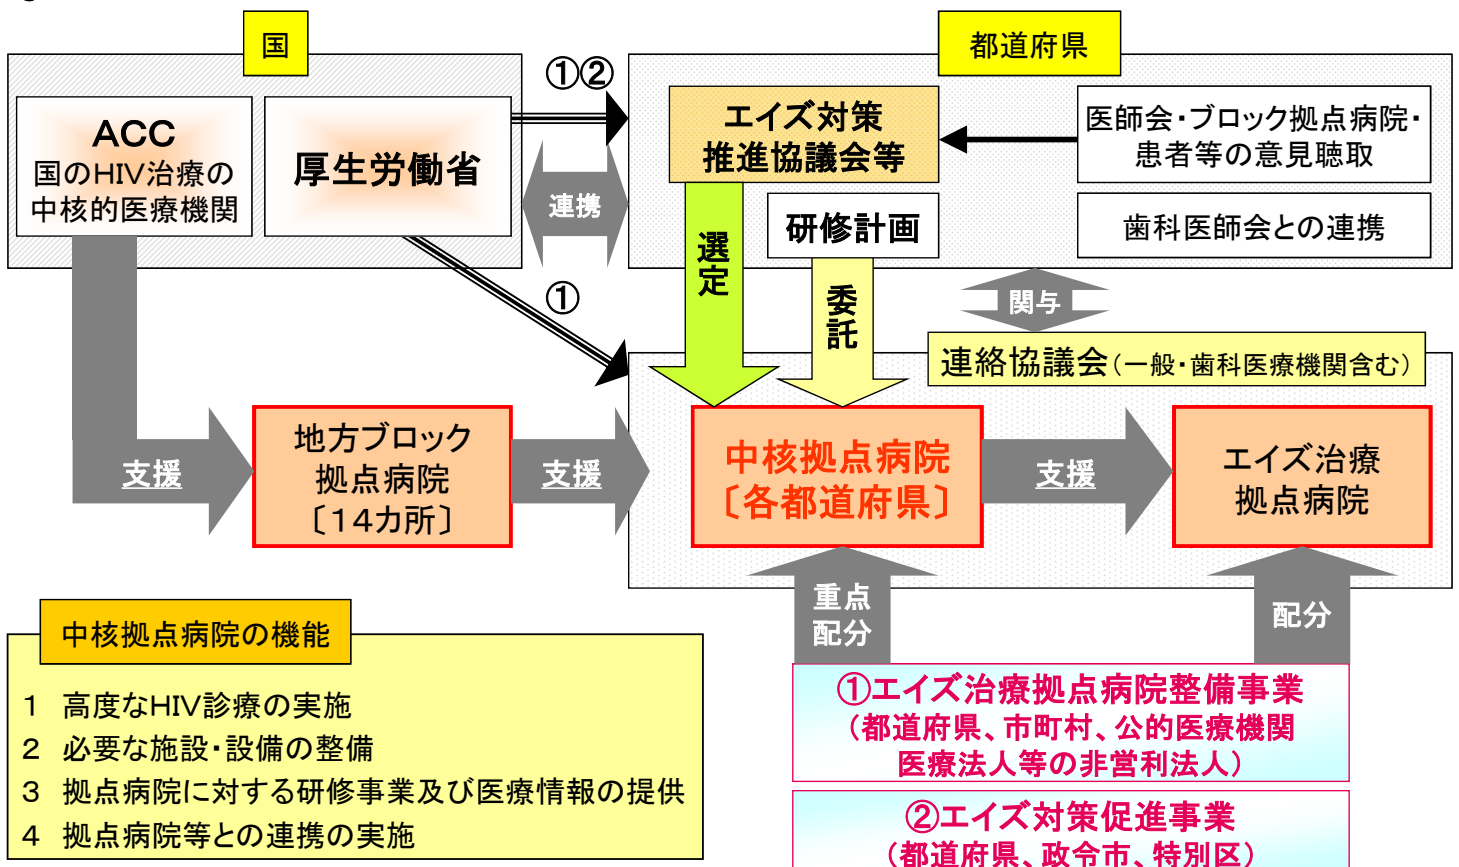 国
都道府県
ACC
国のHIV治療の
中核的医療機関
厚生労働省
①②
連携
①
エイズ対策
推進協議会等
医師会・ブロック拠点病院・
患者等の意見聴取
研修計画
歯科医師会との連携
選定
委託
関与
連絡協議会(一般・歯科医療機関含む)
支援
地方ブロック
拠点病院
〔14カ所〕
支援
中核拠点病院
〔各都道府県〕
支援
エイズ治療
拠点病院
重点
配分
配分
中核拠点病院の機能
1 高度なHIV診療の実施
2 必要な施設・設備の整備
3 拠点病院に対する研修事業及び医療情報の提供
4 拠点病院等との連携の実施
①エイズ治療拠点病院整備事業
(都道府県、市町村、公的医療機関
医療法人等の非営利法人)
②エイズ対策促進事業
(都道府県、政令市、特別区)